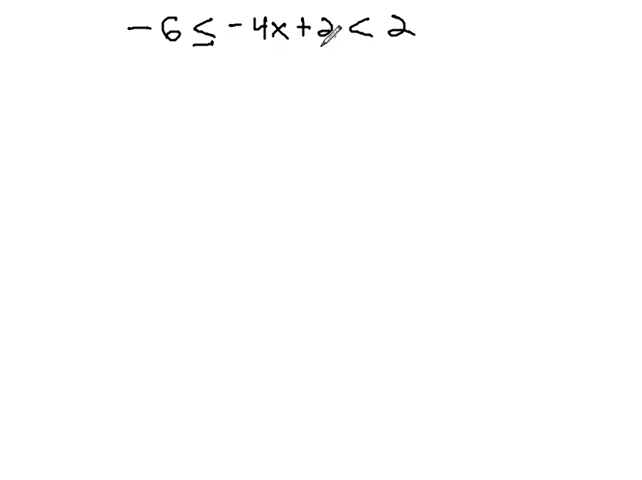 - 6 ≤ - 4x + 2 < 2